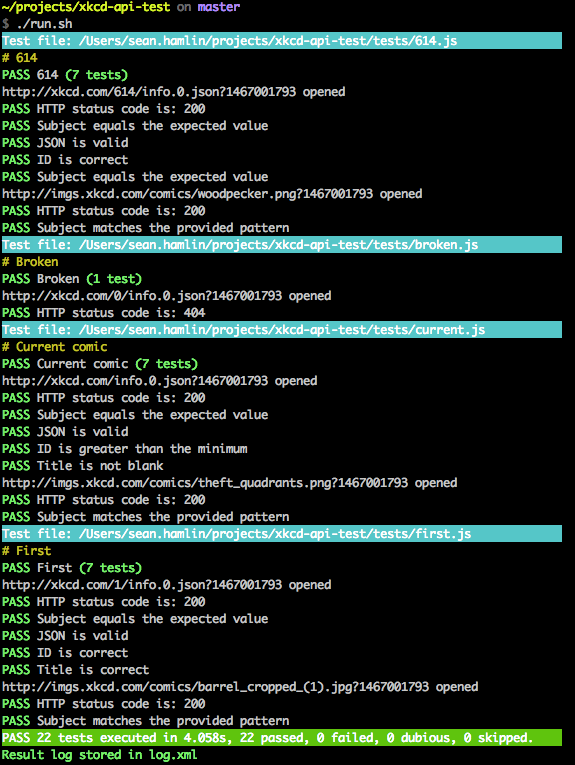 ~/projects/xkcd-api-test on master
$ ./run.sh
Test file: /Users/sean.hamlin/projects/xkcd-api-test/tests/614.js
# 614
PASS 614 (7 tests)
http://xkcd.com/614/info.0.json?1467001793 opened
PASS HTTP status code is: 200
PASS Subject equals the expected value
PASS JSON is valid
PASS ID is correct
PASS Subject equals the expected value
http://imgs.xkcd.com/comics/woodpecker.png?1467001793 opened
PASS HTTP status code is: 200
PASS Subject matches the provided pattern
Test file: /Users/sean.hamlin/projects/xkcd-api-test/tests/broken.js
# Broken
PASS Broken (1 test)
http://xkcd.com/0/info.0.json?1467001793 opened
PASS HTTP status code is: 404
Test file: /Users/sean.hamlin/projects/xkcd-api-test/tests/current.js
# Current comic
PASS Current comic (7 tests)
http://xkcd.com/info.0.json?1467001793 opened
PASS HTTP status code is: 200
PASS Subject equals the expected value
PASS JSON is valid
PASS ID is greater than the minimum
PASS Title is not blank
http://imgs.xkcd.com/comics/theft_quadrants.png?1467001793 opened
PASS HTTP status code is: 200
PASS Subject matches the provided pattern
Test file: /Users/sean.hamlin/projects/xkcd-api-test/tests/first.js
# First
PASS First (7 tests)
http://xkcd.com/1/info.0.json?1467001793 opened
PASS HTTP status code is: 200
PASS Subject equals the expected value
PASS JSON is valid
PASS ID is correct
PASS Title is correct
http://imgs.xkcd.com/comics/barrel_cropped_(1).jpg?1467001793 opened
PASS HTTP status code is: 200
PASS Subject matches the provided pattern
PASS 22 tests executed in 4.058s, 22 passed, 0 failed, 0 dubious, 0 skipped.
Result log stored in log.xml